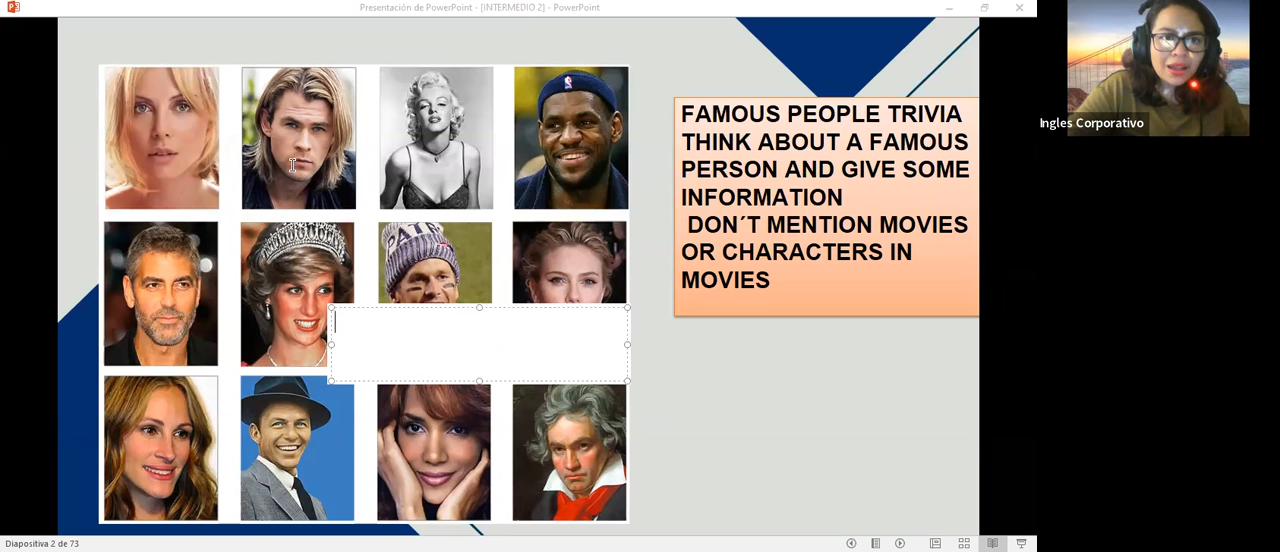 Presentación de PowerPoint - [INTERMEDIO 2] - PowerPoint
FAMOUS PEOPLE TRIVIA
THINK ABOUT A FAMOUS
PERSON AND GIVE SOME
INFORMATION
DON´T MENTION MOVIES
OR CHARACTERS IN
MOVIES
Ingles Corporativo
PATR
Diapositiva 2 de 73